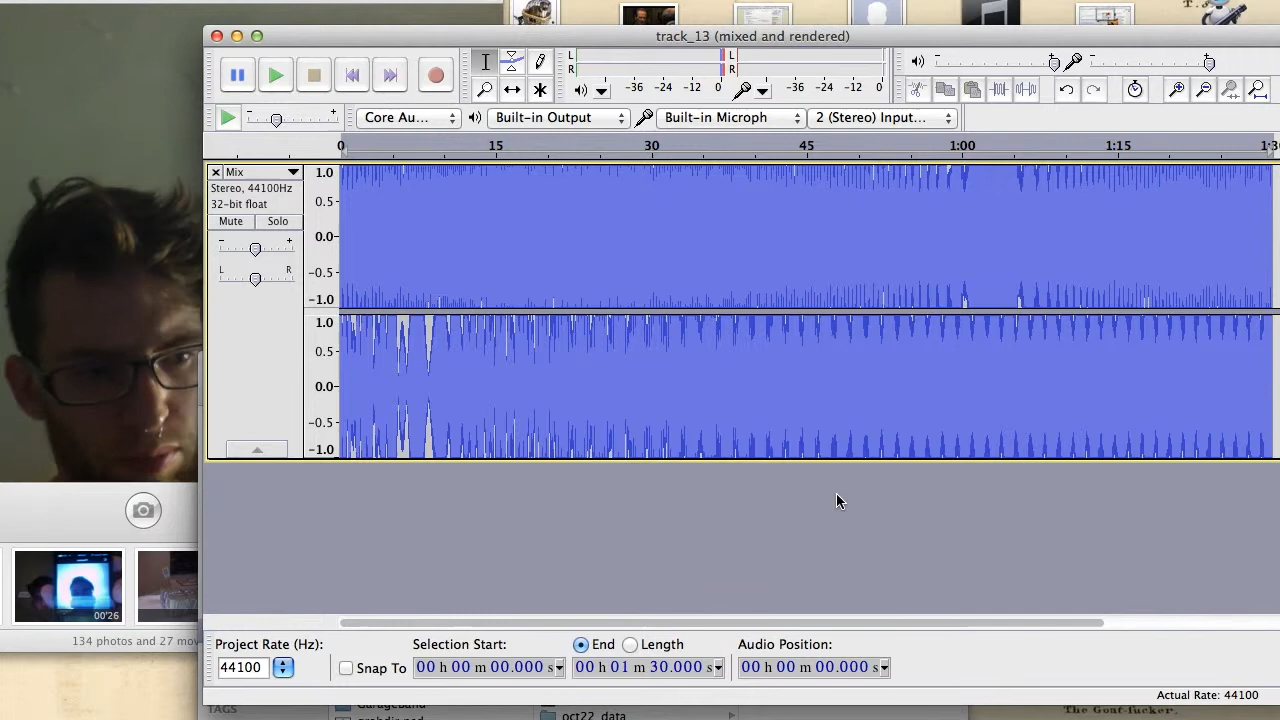 track_13 (mixed and rendered)
L
R
-36 -24 -12 0
L
R
-36 -24 -12 0
- +
- +
- +
Core Au...
Built-in Output
Built-in Microph
2 (Stereo) Input...
0 15 30 45 1:00 1:15 1:30
Mix
Stereo, 44100Hz
32-bit float
Mute Solo
- +
L R
1.0
0.5-
0.0-
-0.5-
-1.0
1.0
0.5-
0.0-
-0.5-
-1.0
00'26
134 photos and 27 mov
Project Rate (Hz):
44100
Snap To
Selection Start:
00 h 00 m 00.000 s
End Length
00 h 01 m 30.000 s
Audio Position:
00 h 00 m 00.000 s
Actual Rate: 44100
TAGS
GarageBand
oct22_data
The Gout-fucker,